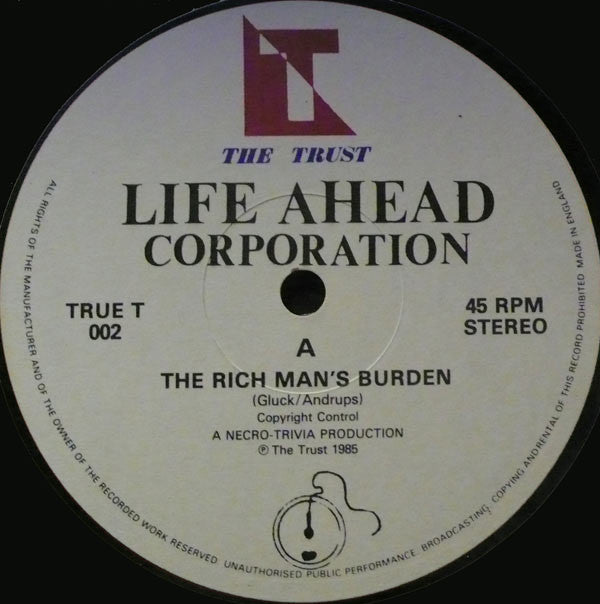 T
THE TRUST
LIFE AHEAD
CORPORATION
TRUE T
002
45 RPM
STEREO
A
THE RICH MAN'S BURDEN
(Gluck/Andrups)
Copyright Control
A NECRO-TRIVIA PRODUCTION
℗ The Trust 1985
ALL RIGHTS OF THE MANUFACTURER AND OF THE OWNER OF THE RECORDED WORK RESERVED. UNAUTHORISED PUBLIC PERFORMANCE, BROADCASTING, COPYING AND RENTAL OF THIS RECORD PROHIBITED. MADE IN ENGLAND